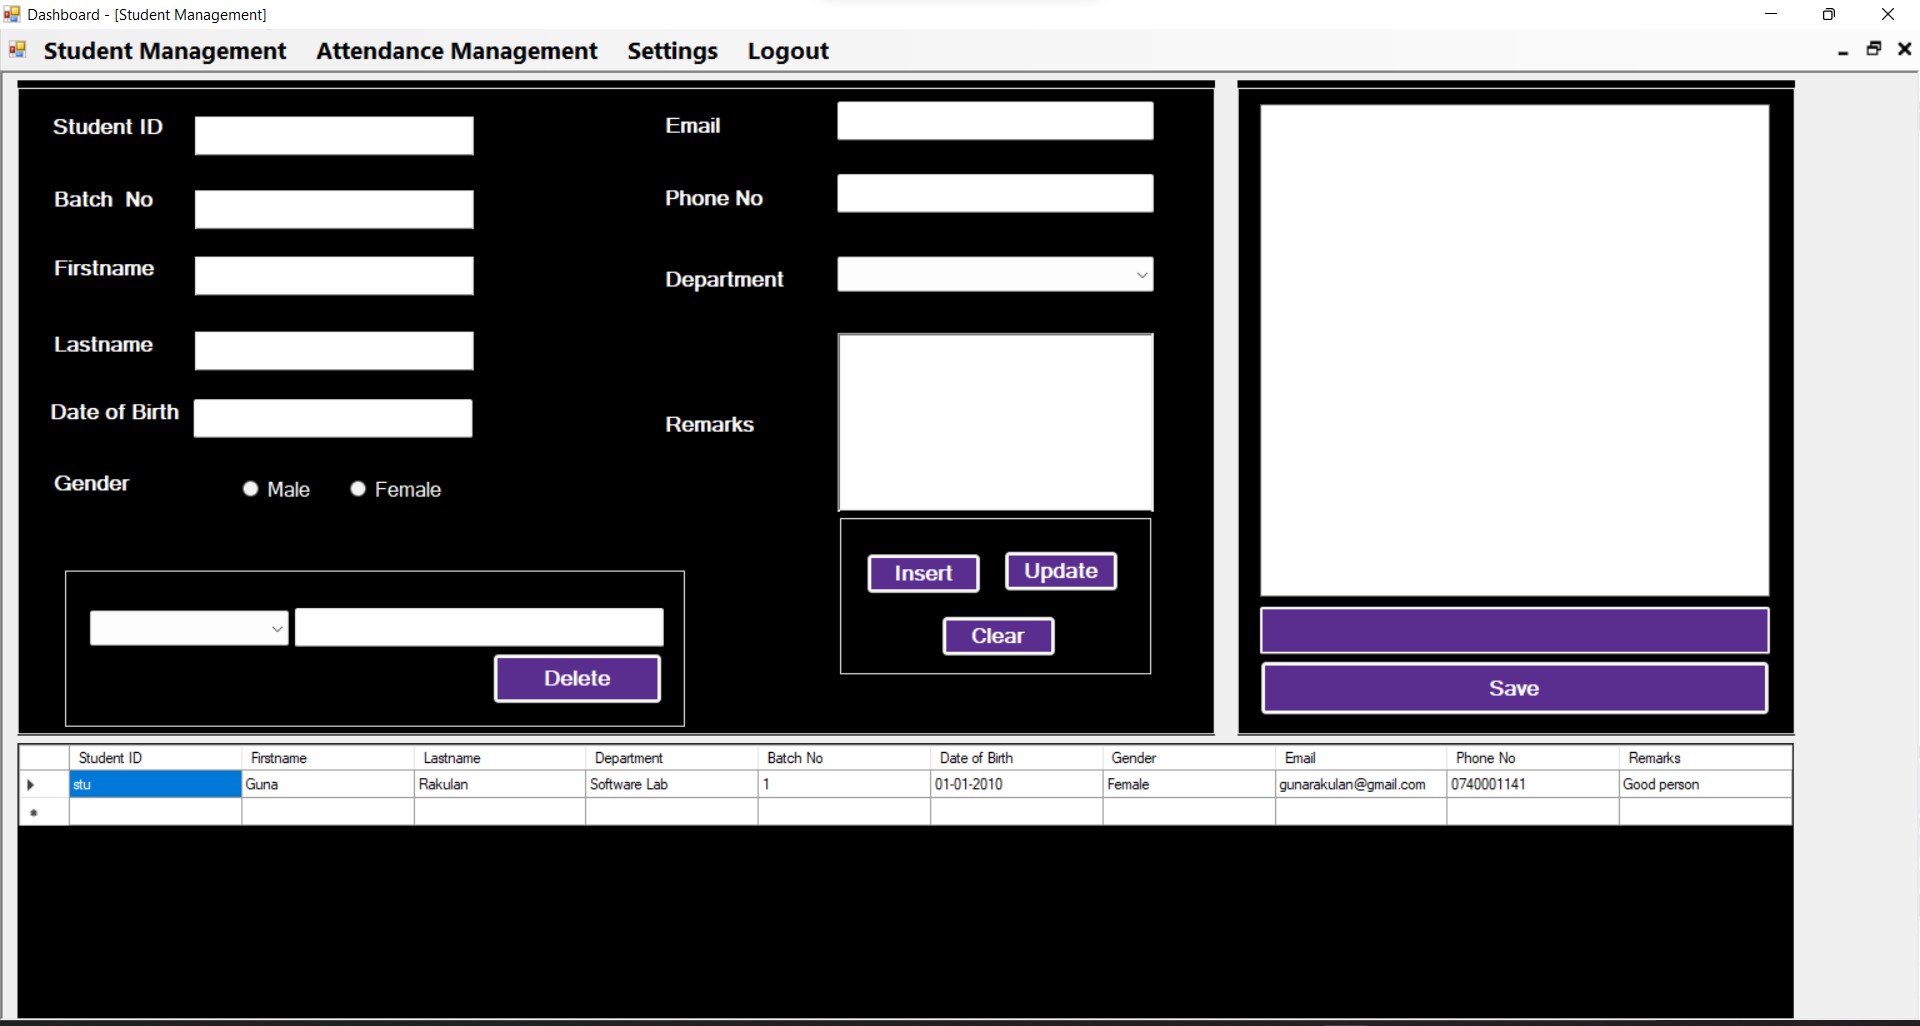 Dashboard - [Student Management]
Student Management Attendance Management Settings Logout
Student ID
Batch No
Firstname
Lastname
Date of Birth
Gender
Male Female
Email
Phone No
Department
Remarks
Insert Update
Clear
Delete
Save
Student ID Firstname Lastname Department Batch No Date of Birth Gender Email Phone No Remarks
stu Guna Rakulan Software Lab 1 01-01-2010 Female gunarakulan@gmail.com 0740001141 Good person